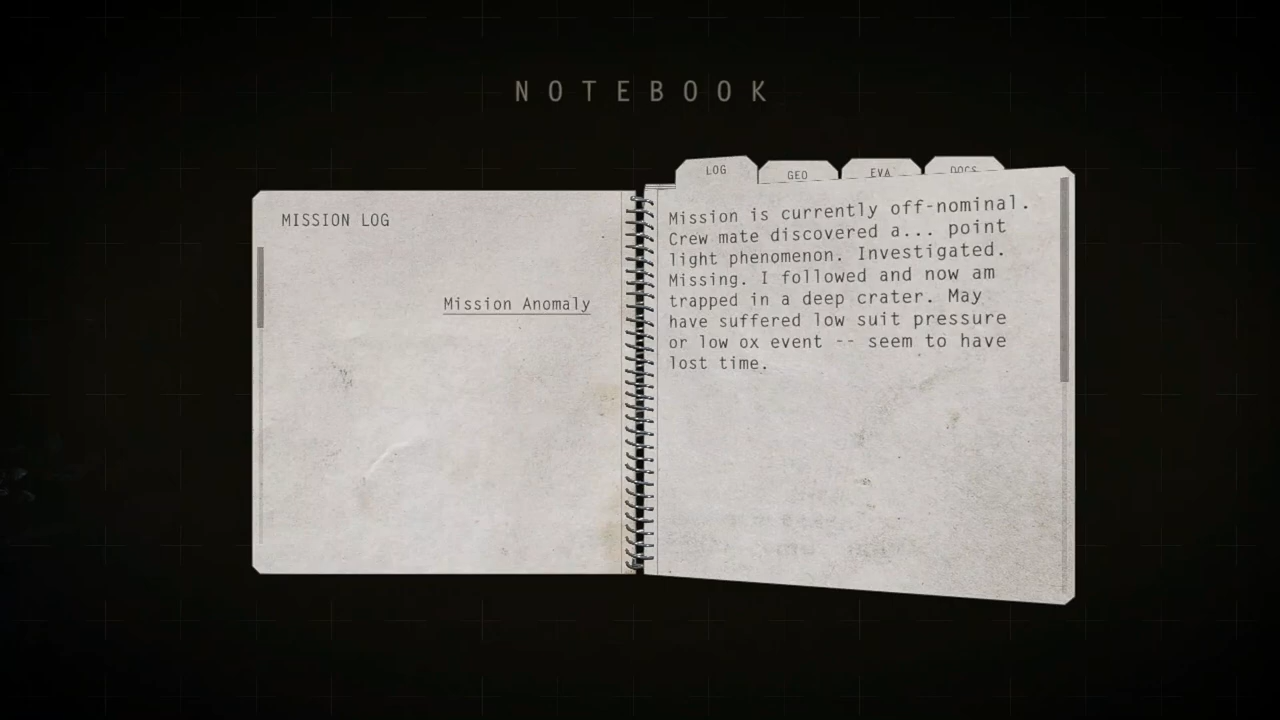 NOTEBOOK
MISSION LOG
Mission Anomaly
LOG
GEO
EVA
DOCS
Mission is currently off-nominal.
Crew mate discovered a... point
light phenomenon. Investigated.
Missing. I followed and now am
trapped in a deep crater. May
have suffered low suit pressure
or low ox event -- seem to have
lost time.